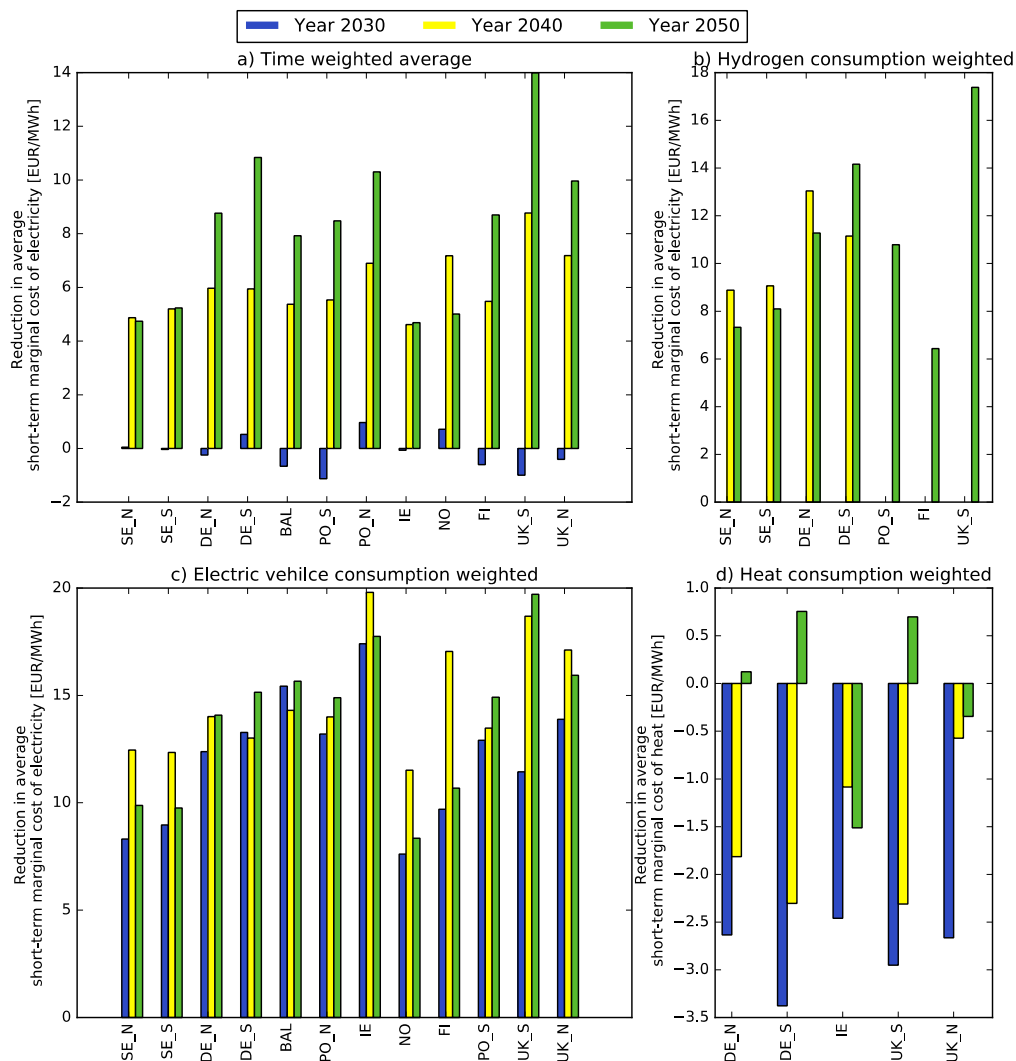 Year 2030 Year 2040 Year 2050
a) Time weighted average
Reduction in average
short-term marginal cost of electricity [EUR/MWh]
14
12
10
8
6
4
2
0
−2
SE_N SE_S DE_N DE_S BAL PO_S PO_N IE NO FI UK_S UK_N
b) Hydrogen consumption weighted
Reduction in average
short-term marginal cost of electricity [EUR/MWh]
18
16
14
12
10
8
6
4
2
0
SE_N SE_S DE_N DE_S PO_S FI UK_S
c) Electric vehilce consumption weighted
Reduction in average
short-term marginal cost of electricity [EUR/MWh]
20
15
10
5
0
SE_N SE_S DE_N DE_S BAL PO_N IE NO FI PO_S UK_S UK_N
d) Heat consumption weighted
Reduction in average
short-term marginal cost of heat [EUR/MWh]
1.0
0.5
0.0
−0.5
−1.0
−1.5
−2.0
−2.5
−3.0
−3.5
DE_N DE_S IE UK_S UK_N